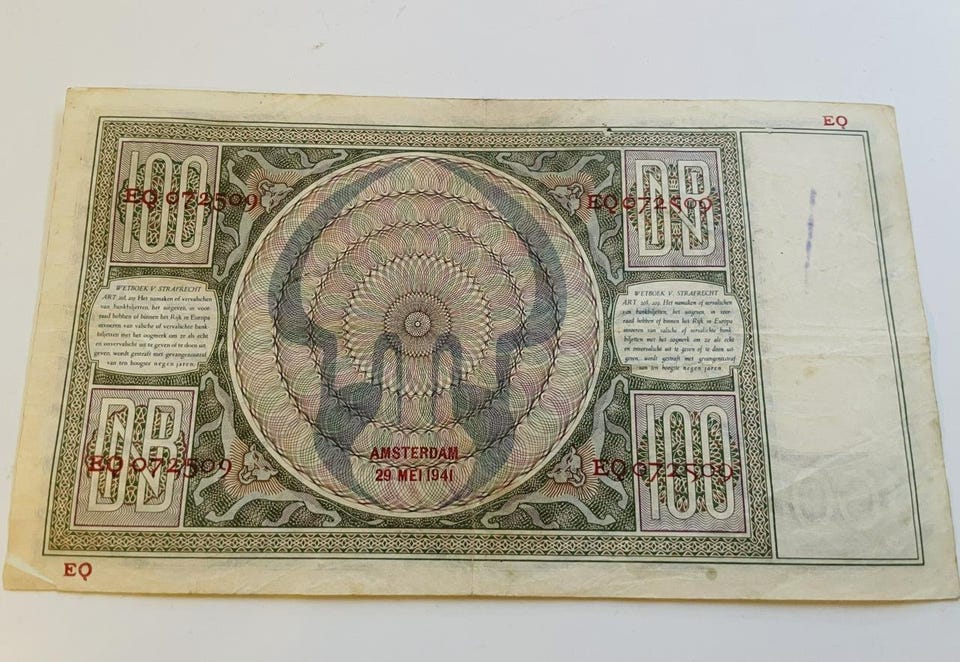 EQ
100
EQ 072509
EQ 072509
WETBOEK V. STRAFRECHT
ART 208, 209 Het namaken of vervalschen
van bankbiljetten, het uitgeven, in voor-
raad hebben of binnen het Rijk in Europa
invoeren van valsche of vervalschte bank
biljetten met het oogmerk om ze als echt
en onvervalscht uit te geven of te doen uit
geven, wordt gestraft met gevangenisstraf
van ten hoogste negen jaren.
WETBOEK V. STRAFRECHT
ART 208, 209. Het namaken of vervalschen
van bankbiljetten, het uitgeven, in voor-
raad hebben of binnen het Rijk in Europa
invoeren van valsche of vervalschte bank
biljetten met het oogmerk om ze als echt
en onvervalscht uit te geven of te doen uit
geven, wordt gestraft met gevangenisstraf
van ten hoogste negen jaren
EQ 072509
AMSTERDAM
29 MEI 1941
EQ 072509
100
EQ